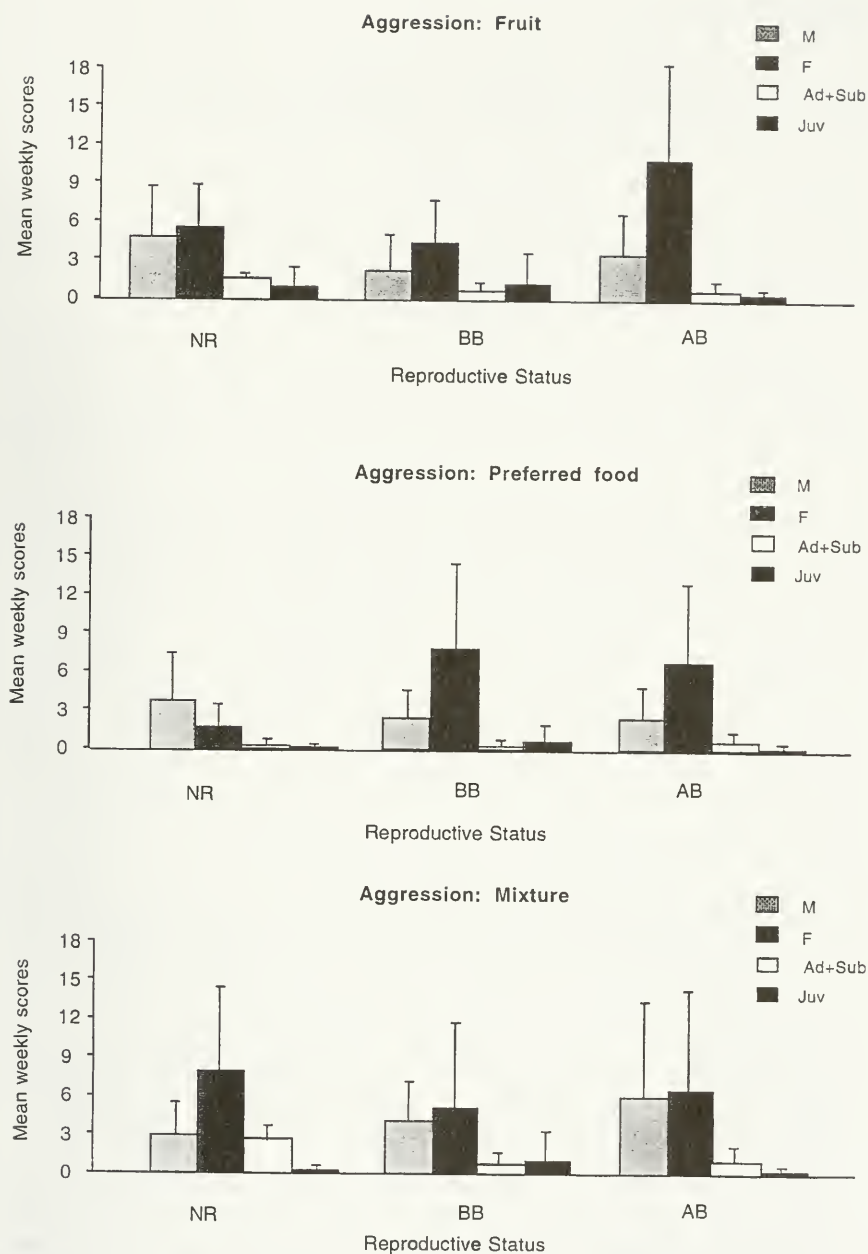 Aggression: Fruit
M
F
Ad+Sub
Juv
Mean weekly scores
18
15
12
9
6
3
0
NR BB AB
Reproductive Status
Aggression: Preferred food
M
F
Ad+Sub
Juv
Mean weekly scores
18
15
12
9
6
3
0
NR BB AB
Reproductive Status
Aggression: Mixture
M
F
Ad+Sub
Juv
Mean weekly scores
18
15
12
9
6
3
0
NR BB AB
Reproductive Status